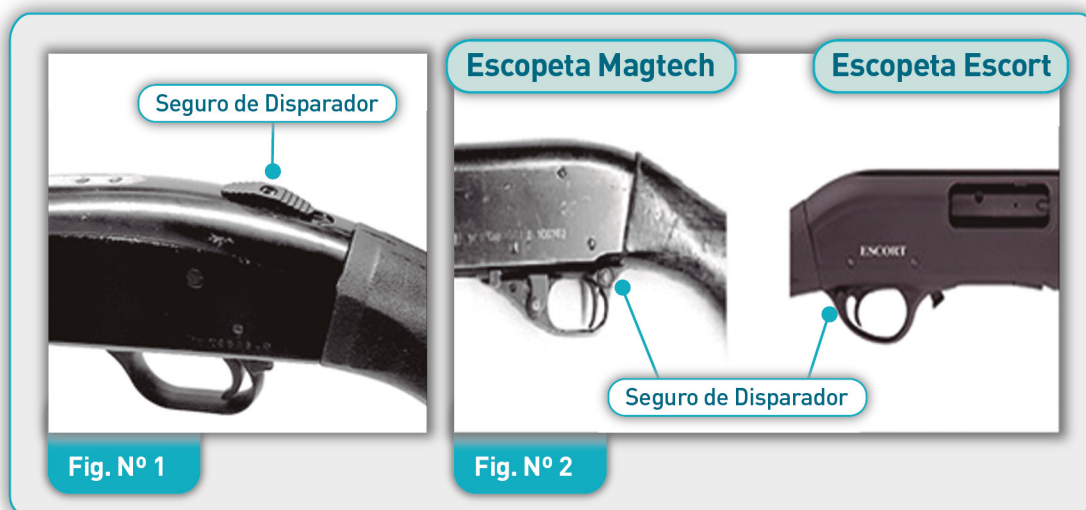 Seguro de Disparador
Fig. Nº 1
Escopeta Magtech
Escopeta Escort
ESCORT
Seguro de Disparador
Fig. Nº 2